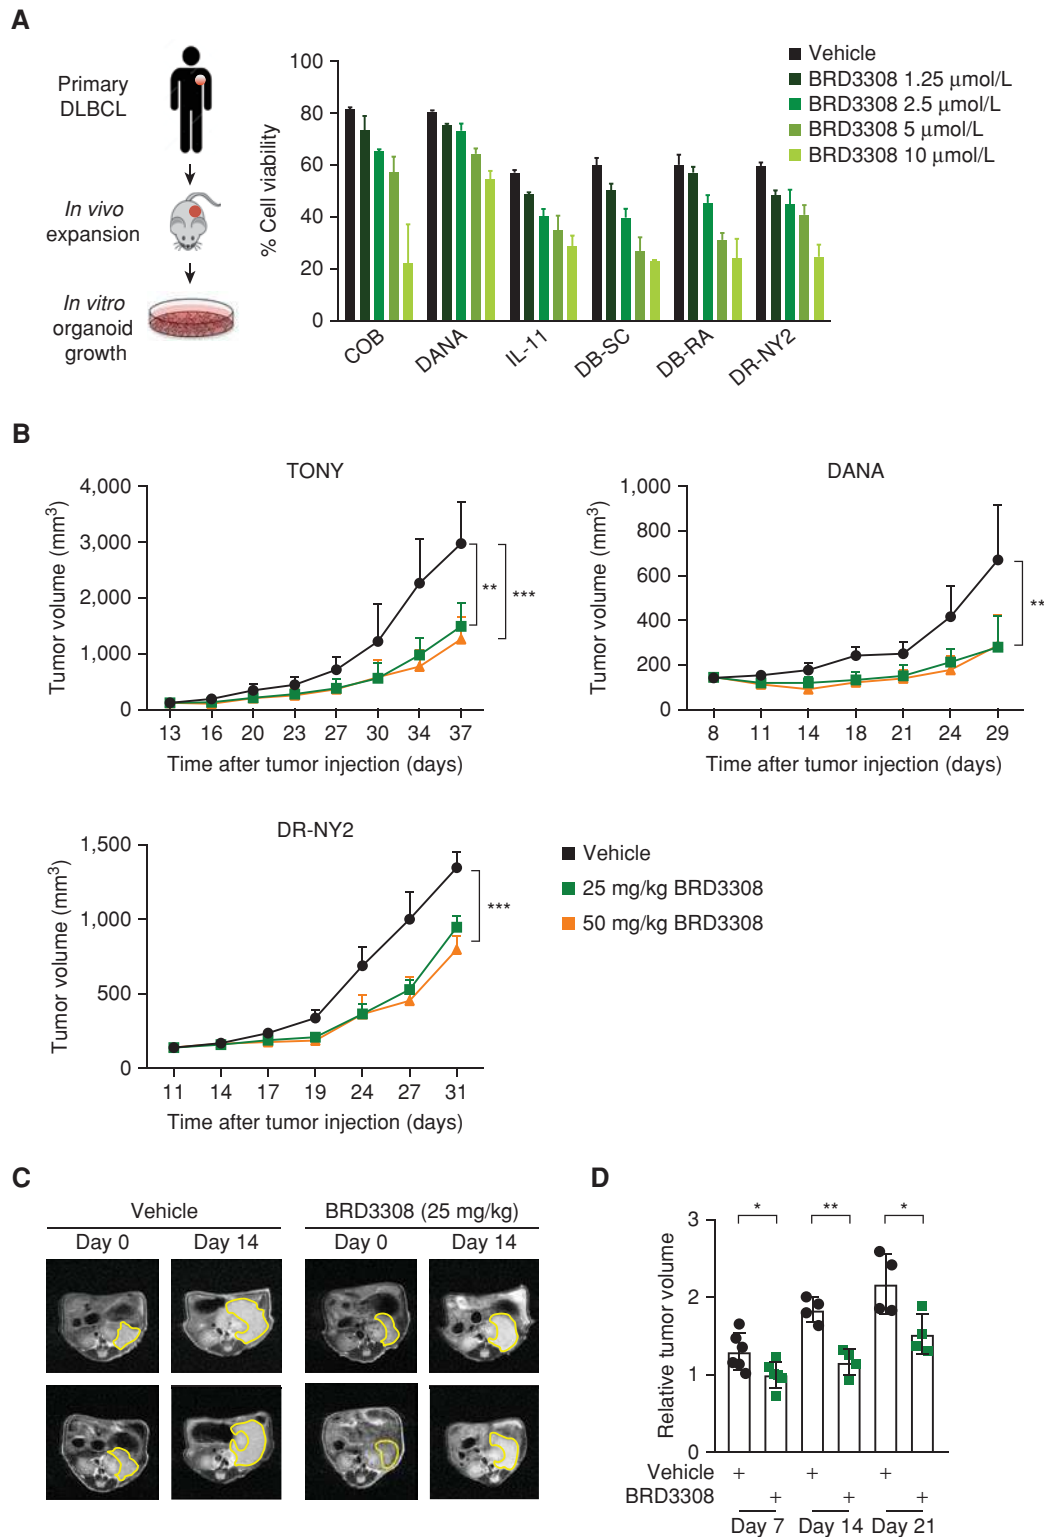 A
Primary
DLBCL
In vivo
expansion
In vitro
organoid
growth
% Cell viability
100
80
60
40
20
0
COB
DANA
IL-11
DB-SC
DB-RA
DR-NY2
Vehicle
BRD3308 1.25 μmol/L
BRD3308 2.5 μmol/L
BRD3308 5 μmol/L
BRD3308 10 μmol/L
B
TONY
Tumor volume (mm³)
4,000
3,000
2,000
1,000
0
**
***
13 16 20 23 27 30 34 37
Time after tumor injection (days)
DANA
Tumor volume (mm³)
1,000
800
600
400
200
0
**
8 11 14 18 21 24 29
Time after tumor injection (days)
DR-NY2
Tumor volume (mm³)
1,500
1,000
500
0
***
11 14 17 19 24 27 31
Time after tumor injection (days)
Vehicle
25 mg/kg BRD3308
50 mg/kg BRD3308
C
Vehicle
BRD3308 (25 mg/kg)
Day 0
Day 14
Day 0
Day 14
D
Relative tumor volume
3
2
1
0
*
**
*
Vehicle + + +
BRD3308 + + +
Day 7 Day 14 Day 21